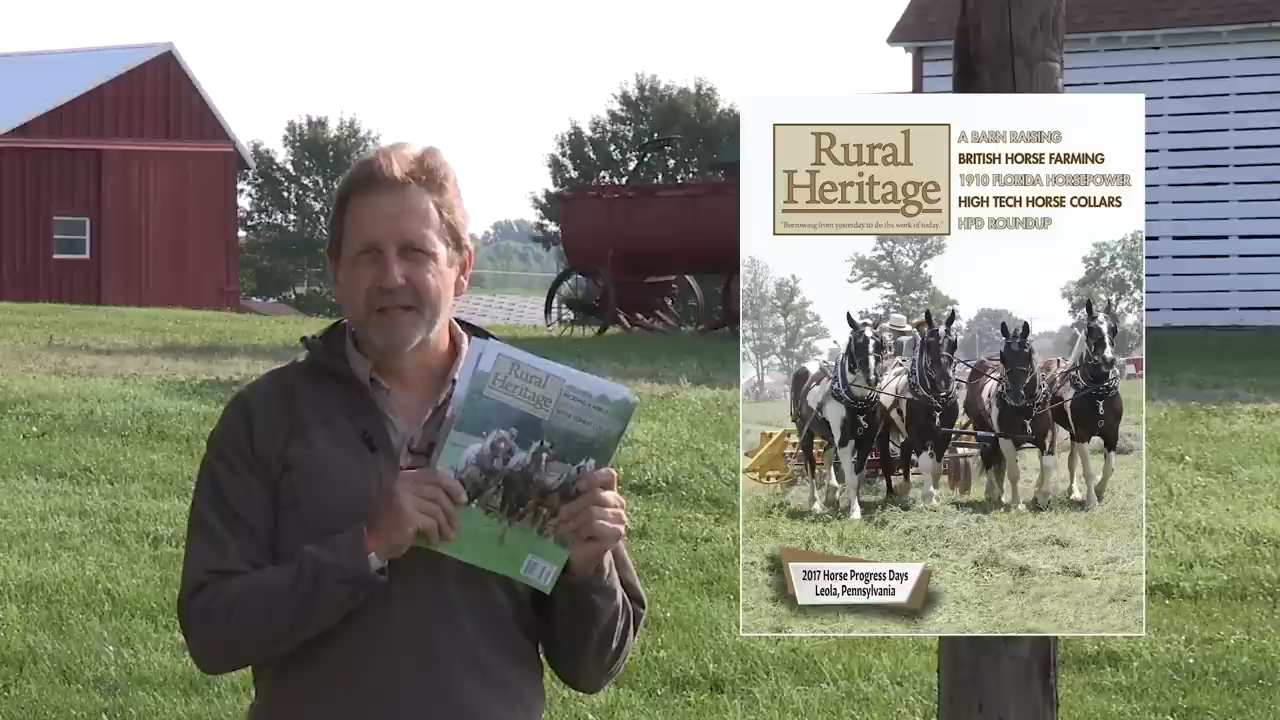 Rural
Heritage
Rural
Heritage
"Borrowing from yesterday to do the work of today."
A BARN RAISING
BRITISH HORSE FARMING
1910 FLORIDA HORSEPOWER
HIGH TECH HORSE COLLARS
HPD ROUNDUP
2017 Horse Progress Days
Leola, Pennsylvania